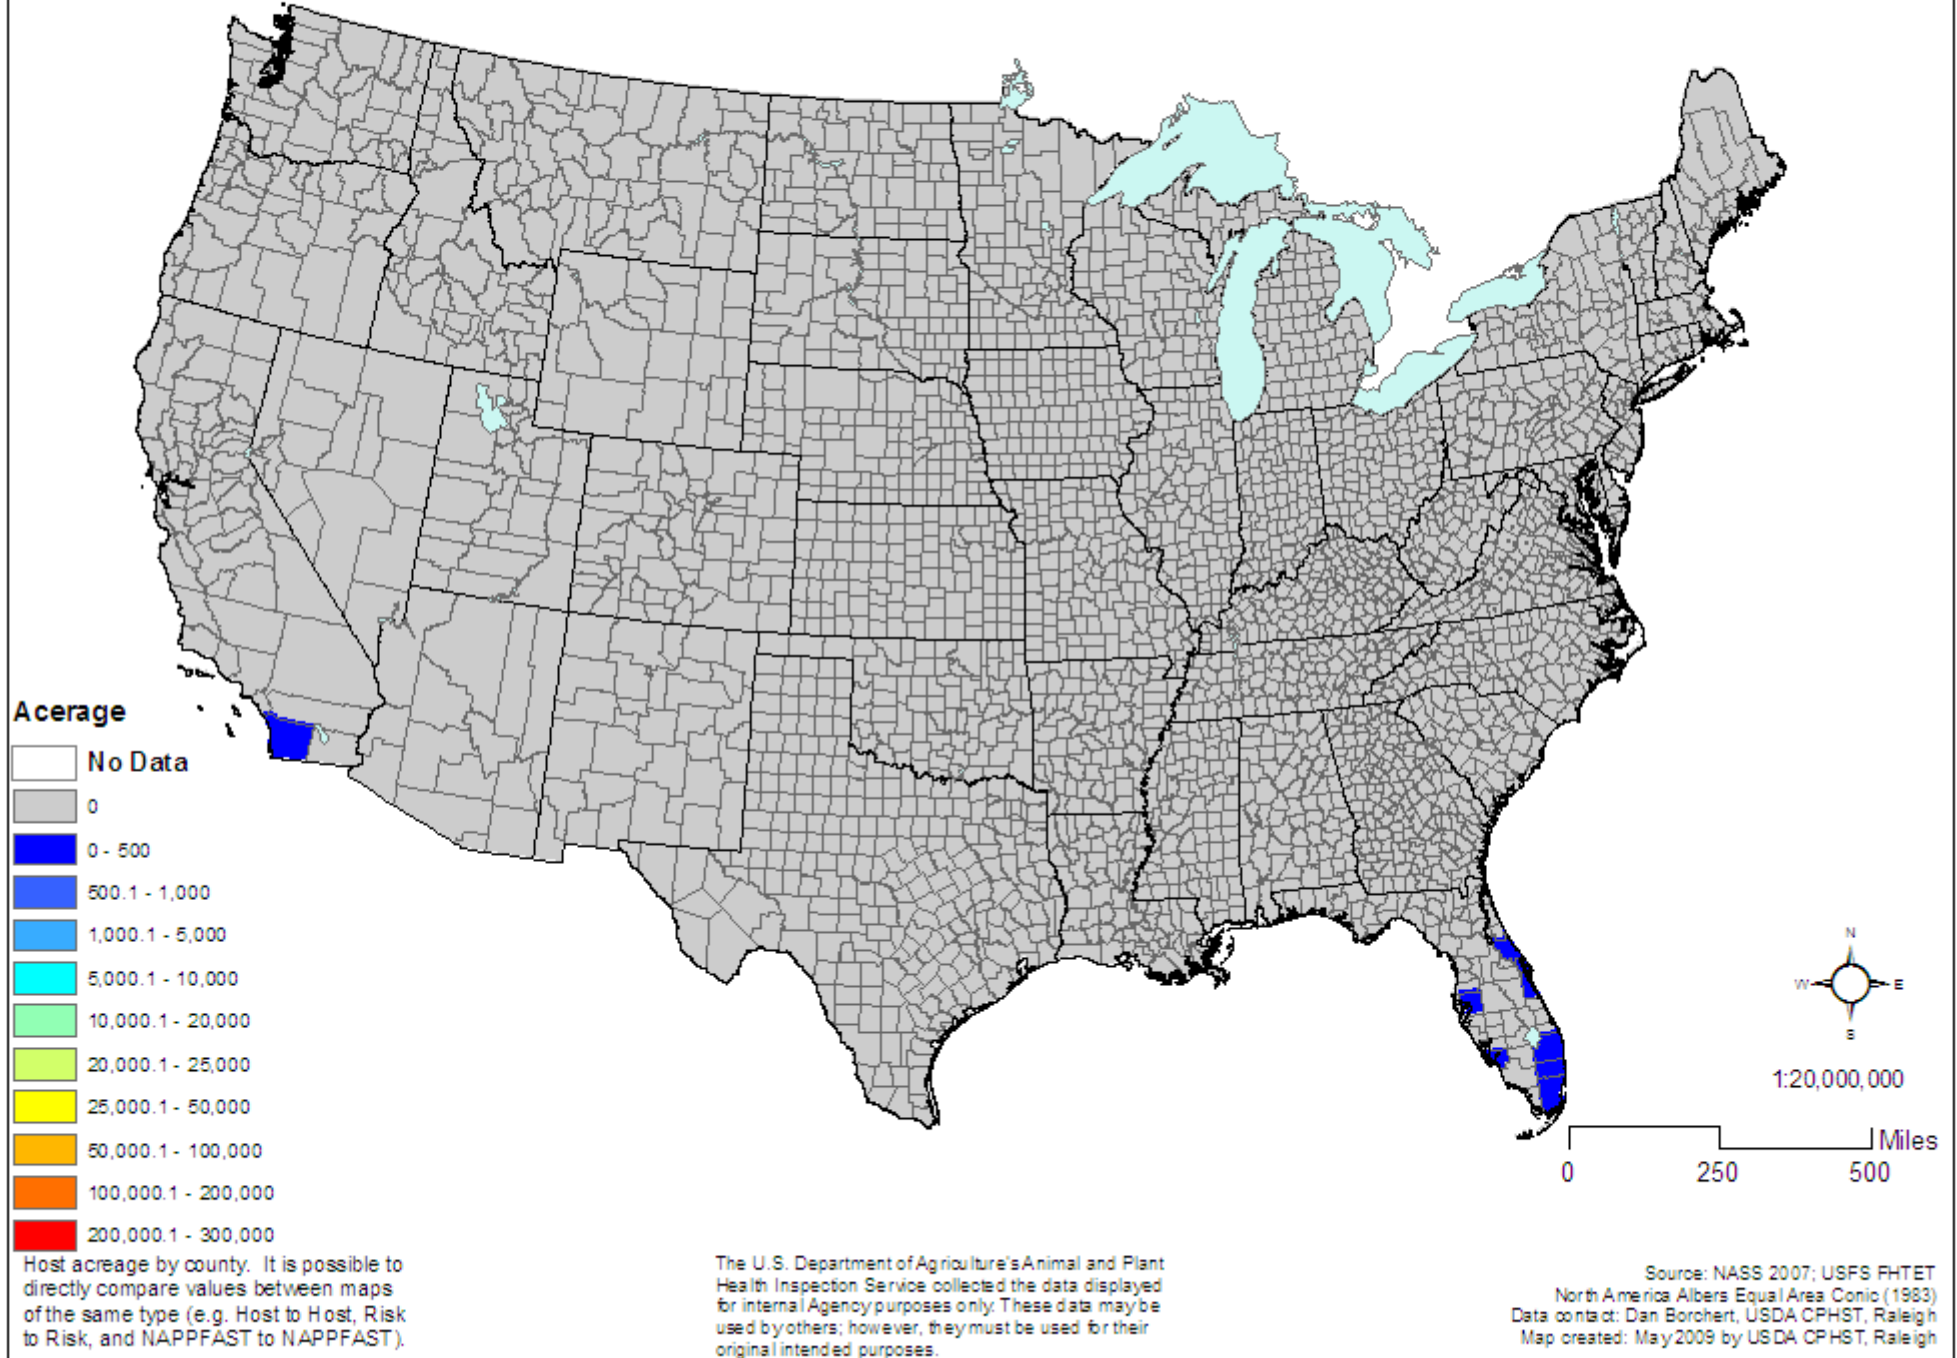 Acerage
No Data
0
0 - 500
500.1 - 1,000
1,000.1 - 5,000
5,000.1 - 10,000
10,000.1 - 20,000
20,000.1 - 25,000
25,000.1 - 50,000
50,000.1 - 100,000
100,000.1 - 200,000
200,000.1 - 300,000
Host acreage by county. It is possible to
directly compare values between maps
of the same type (e.g. Host to Host, Risk
to Risk, and NAPPFAST to NAPPFAST).
The U.S. Department of Agriculture's Animal and Plant
Health Inspection Service collected the data displayed
for internal Agency purposes only. These data may be
used by others; however, they must be used for their
original intended purposes.
N
W E
S
1:20,000,000
Miles
0 250 500
Source: NASS 2007; USFS FHTET
North America Albers Equal Area Conic (1983)
Data contact: Dan Borchert, USDA CPHST, Raleigh
Map created: May 2009 by USDA CPHST, Raleigh